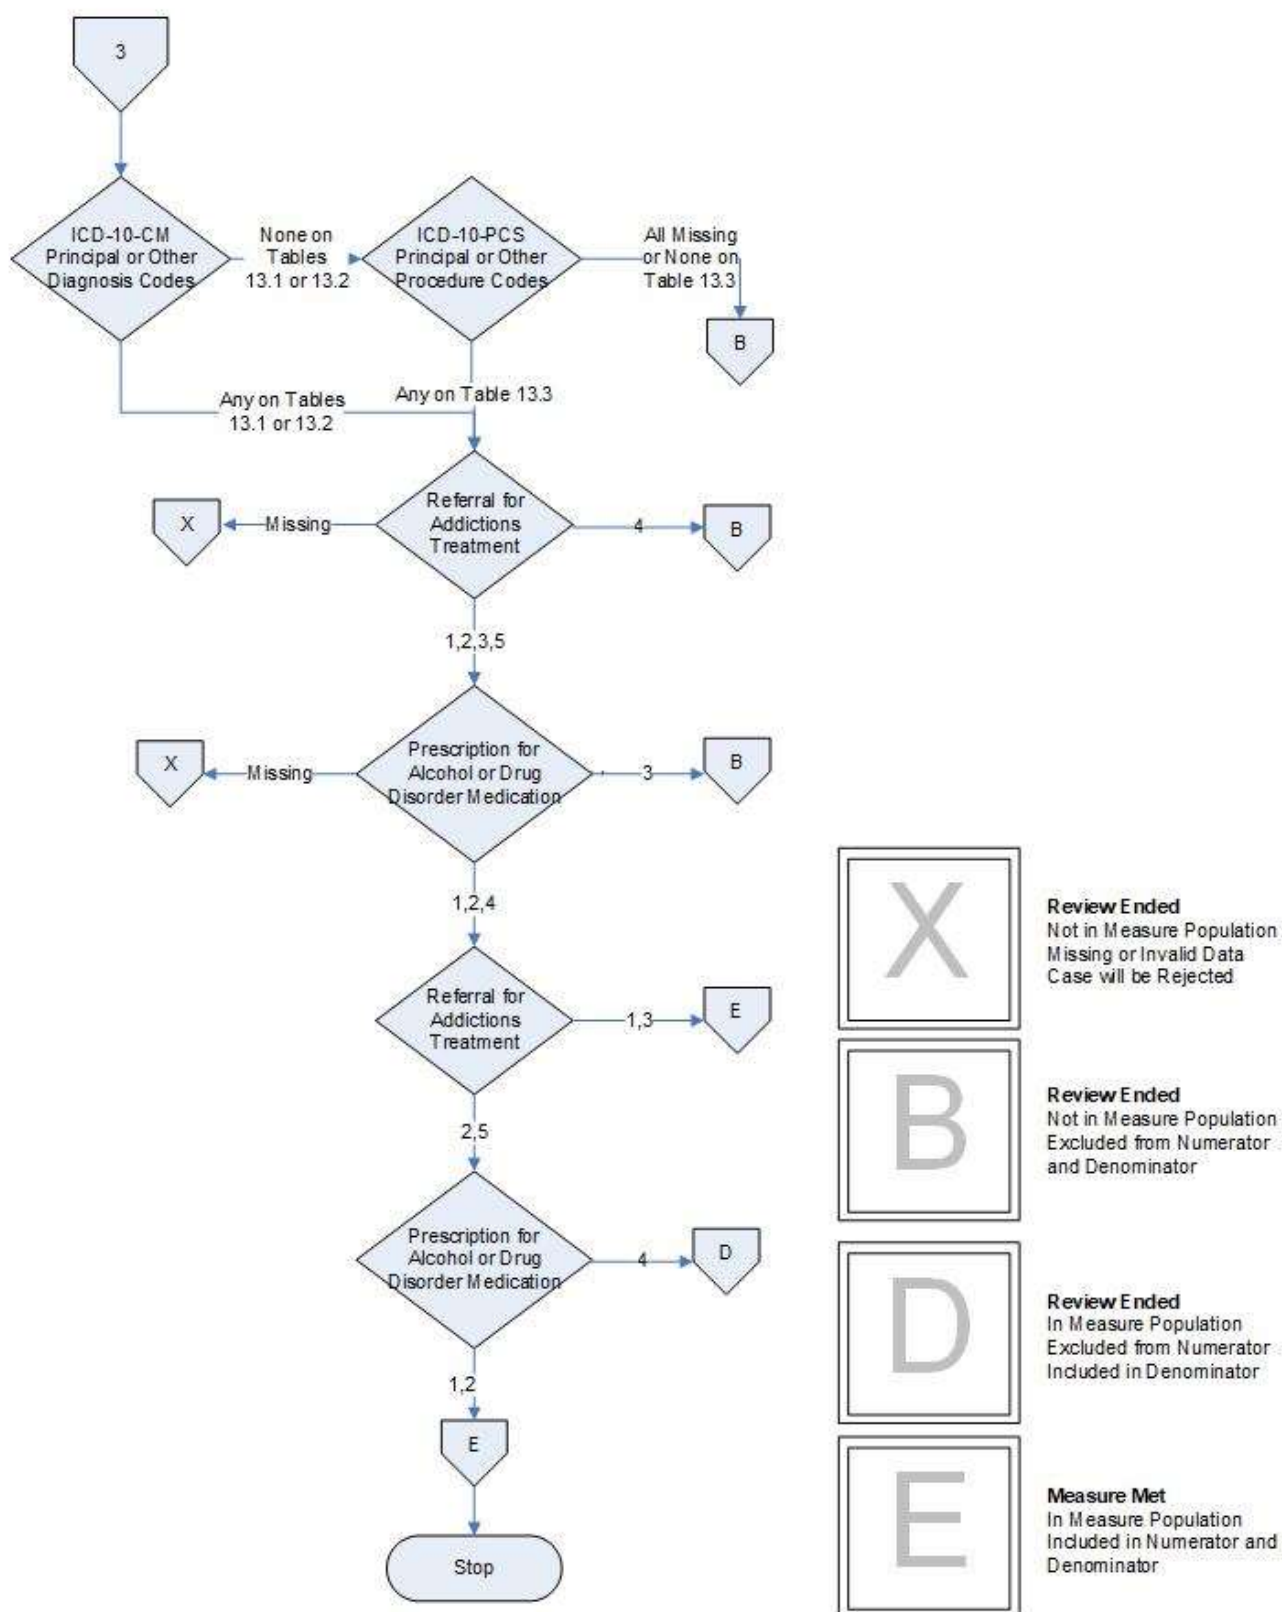 3
ICD-10-CM
Principal or Other
Diagnosis Codes
None on
Tables
13.1 or 13.2
ICD-10-PCS
Principal or Other
Procedure Codes
All Missing
or None on
Table 13.3
B
Any on Tables
13.1 or 13.2
Any on Table 13.3
X
Missing
Referral for
Addictions
Treatment
4
B
1,2,3,5
X
Missing
Prescription for
Alcohol or Drug
Disorder Medication
3
B
1,2,4
Referral for
Addictions
Treatment
1,3
E
2,5
Prescription for
Alcohol or Drug
Disorder Medication
4
D
1,2
E
Stop
X
Review Ended
Not in Measure Population
Missing or Invalid Data
Case will be Rejected
B
Review Ended
Not in Measure Population
Excluded from Numerator
and Denominator
D
Review Ended
In Measure Population
Excluded from Numerator
Included in Denominator
E
Measure Met
In Measure Population
Included in Numerator and
Denominator